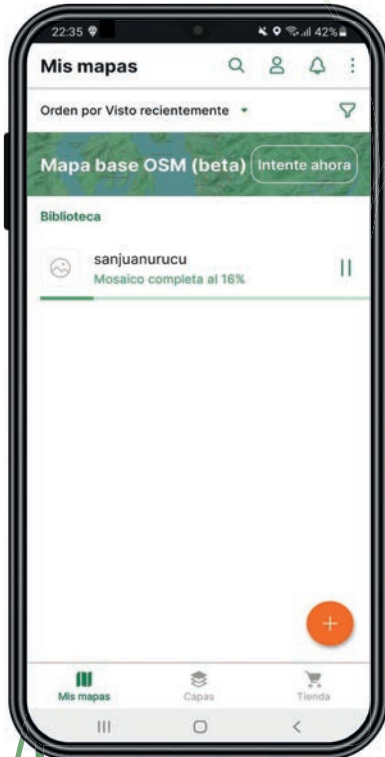 22:35 42%
Mis mapas
Orden por Visto recientemente
Mapa base OSM (beta) Intente ahora
Biblioteca
sanjuanurucu
Mosaico completa al 16%
Mis mapas Capas Tienda